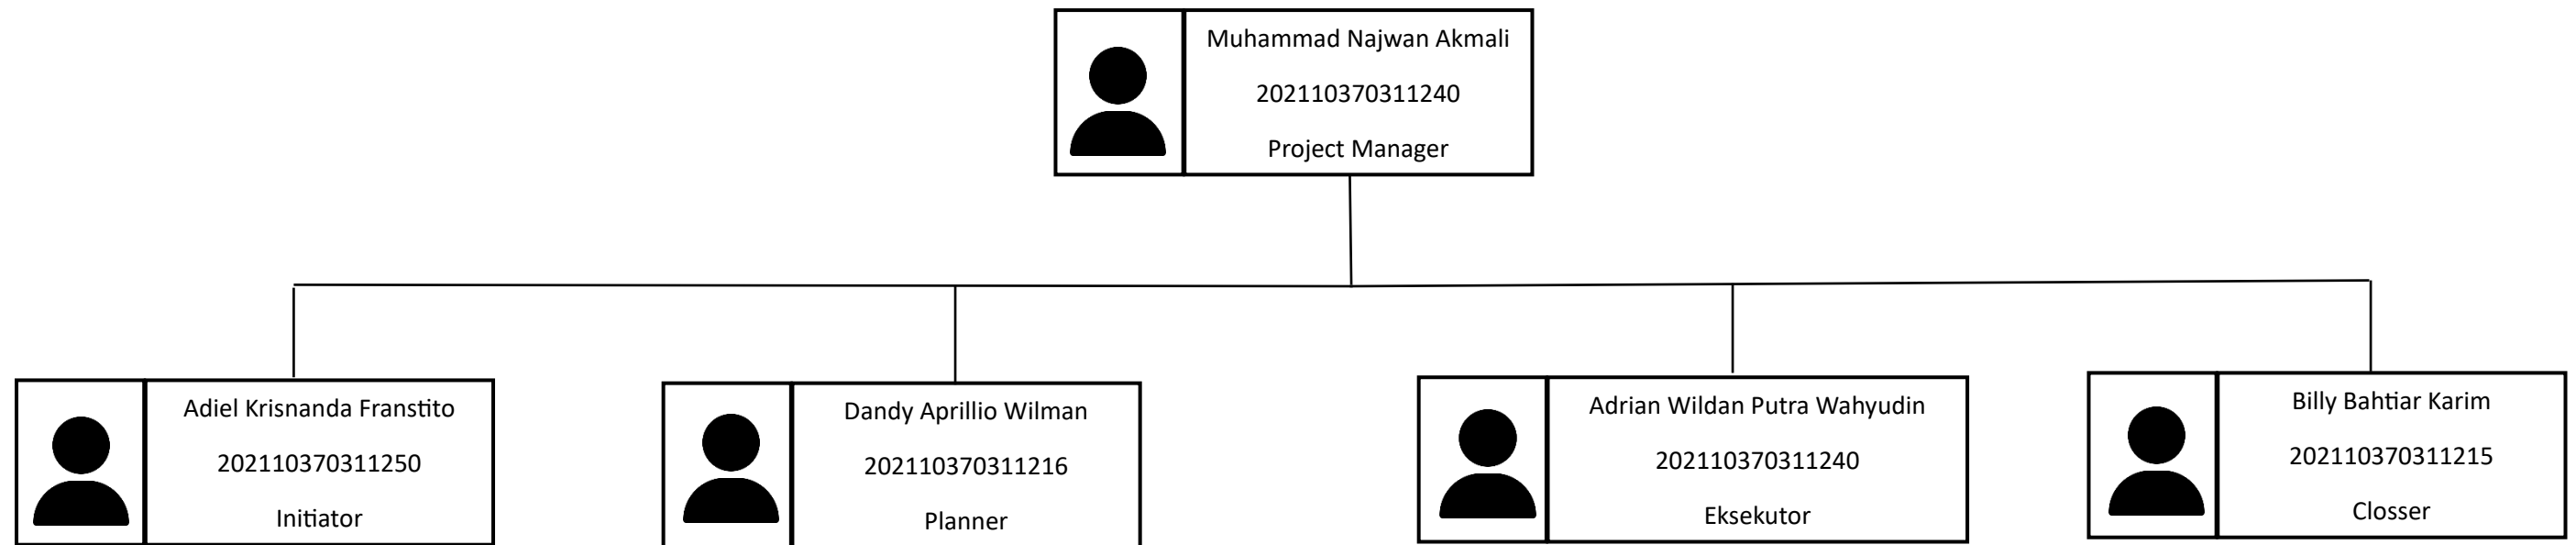 Muhammad Najwan Akmali
202110370311240
Project Manager
Adiel Krisnanda Franstito
202110370311250
Initiator
Dandy Aprillio Wilman
202110370311216
Planner
Adrian Wildan Putra Wahyudin
202110370311240
Eksekutor
Billy Bahtiar Karim
202110370311215
Closser